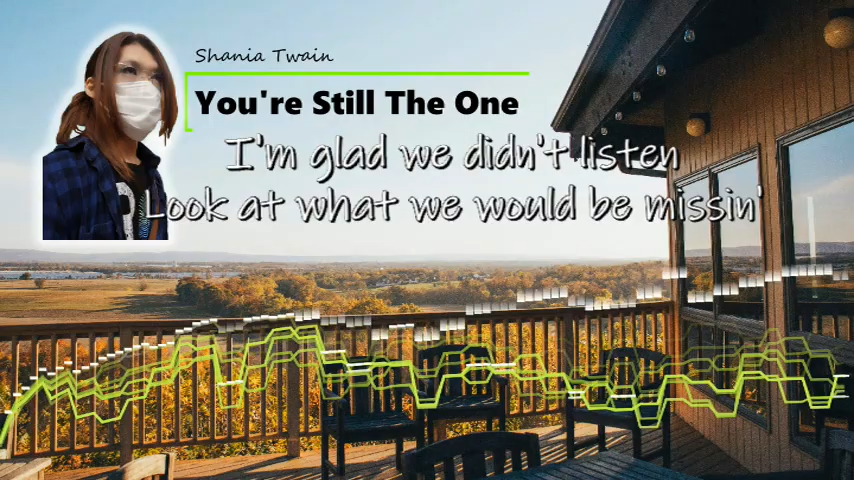 Shania Twain
You're Still The One
I'm glad we didn't listen
Look at what we would be missin'